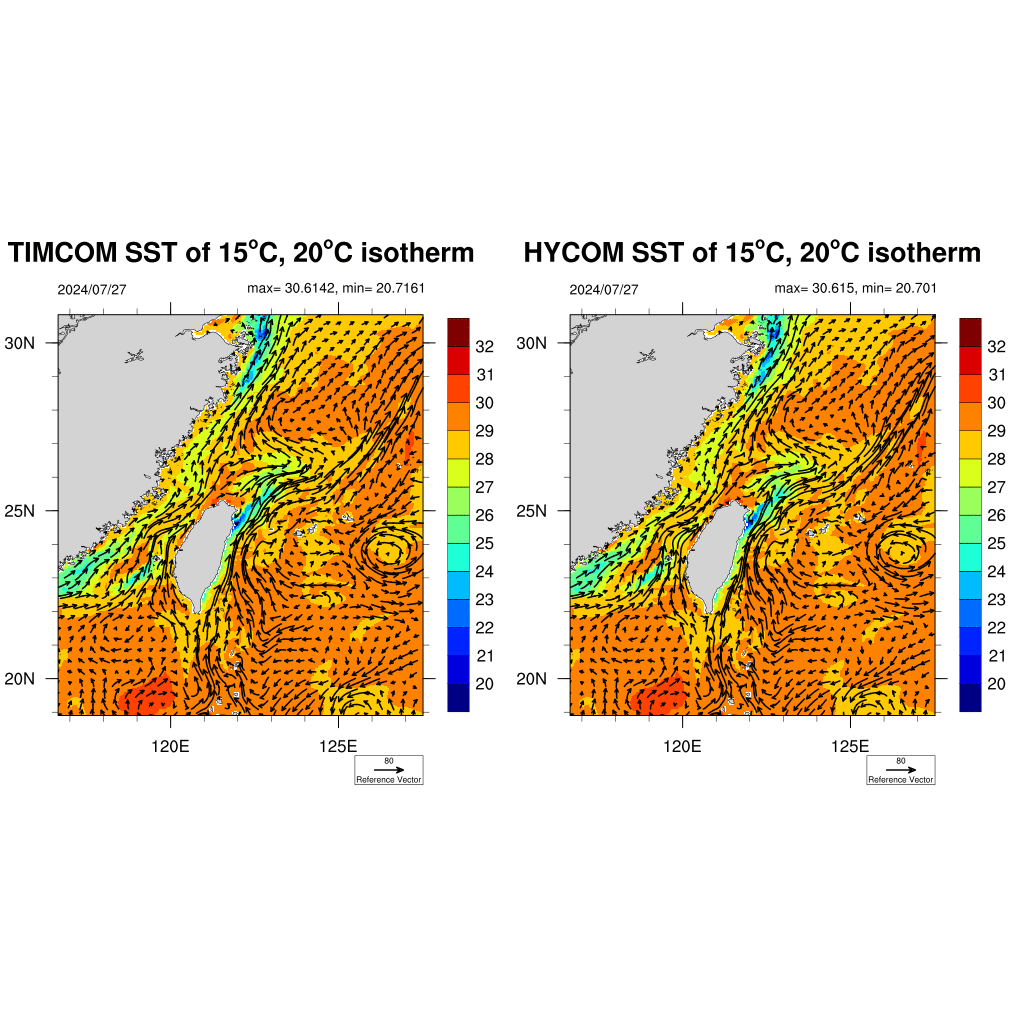 TIMCOM SST of 15°C, 20°C isotherm
2024/07/27
max= 30.6142, min= 20.7161
30N
25N
20N
120E
125E
32
31
30
29
28
27
26
25
24
23
22
21
20
80
Reference Vector
HYCOM SST of 15°C, 20°C isotherm
2024/07/27
max= 30.615, min= 20.701
30N
25N
20N
120E
125E
32
31
30
29
28
27
26
25
24
23
22
21
20
80
Reference Vector